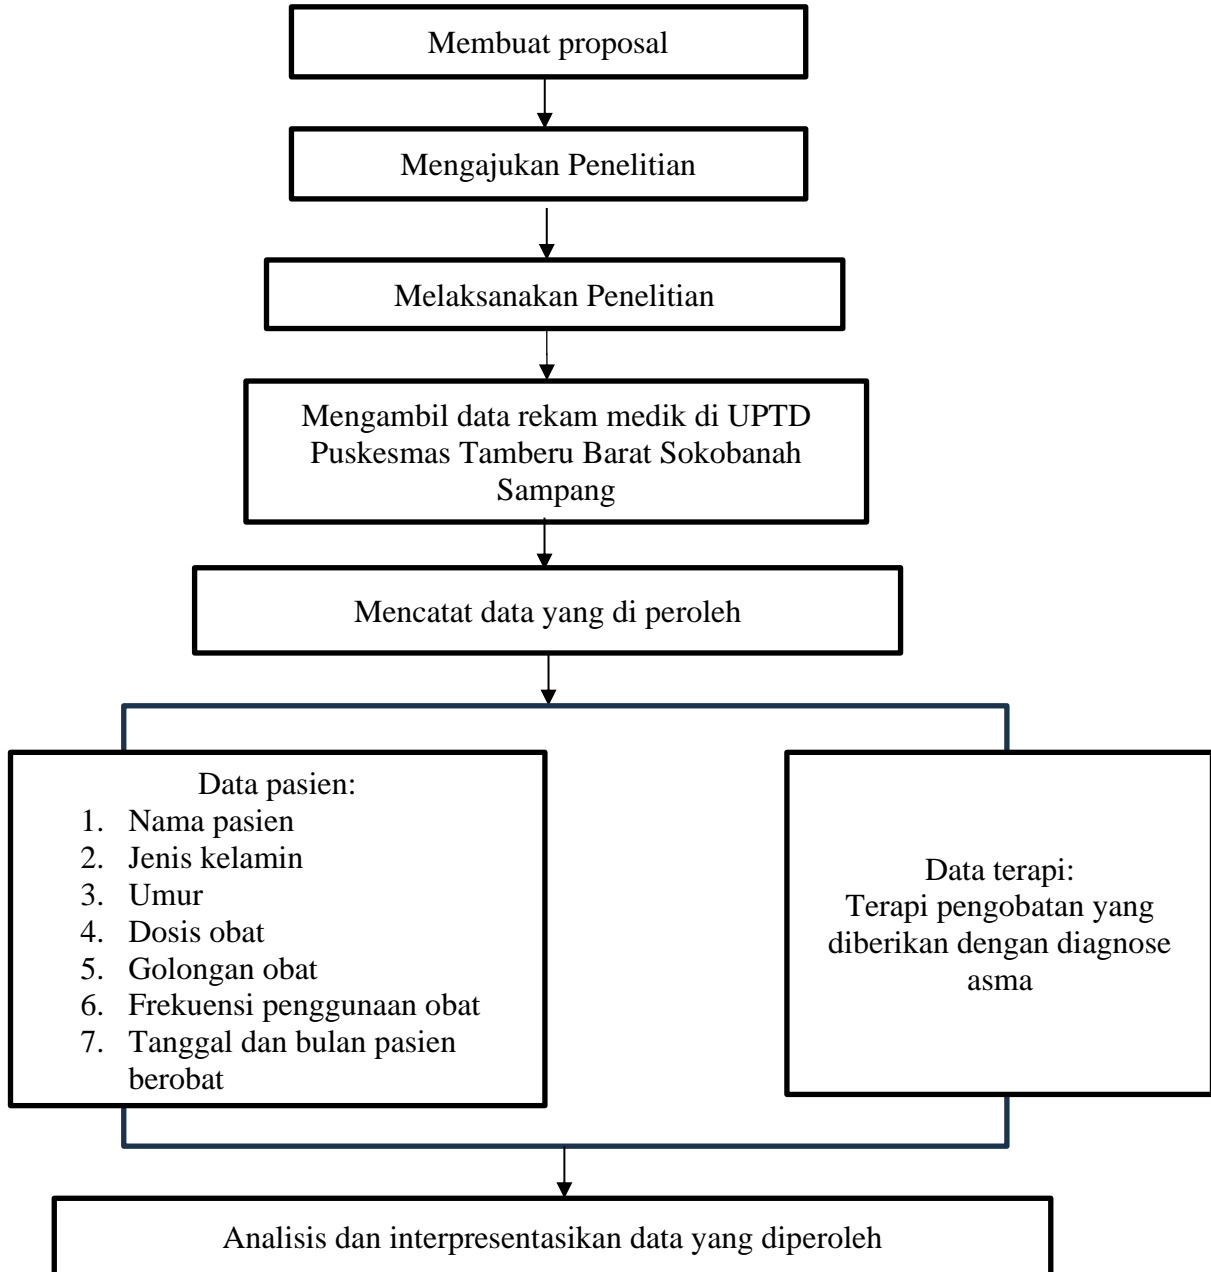 Membuat proposal
Mengajukan Penelitian
Melaksanakan Penelitian
Mengambil data rekam medik di UPTD
Puskesmas Tamberu Barat Sokobanah
Sampang
Mencatat data yang di peroleh
Data pasien:
1. Nama pasien
2. Jenis kelamin
3. Umur
4. Dosis obat
5. Golongan obat
6. Frekuensi penggunaan obat
7. Tanggal dan bulan pasien
berobat
Data terapi:
Terapi pengobatan yang
diberikan dengan diagnose
asma
Analisis dan interpresentasikan data yang diperoleh